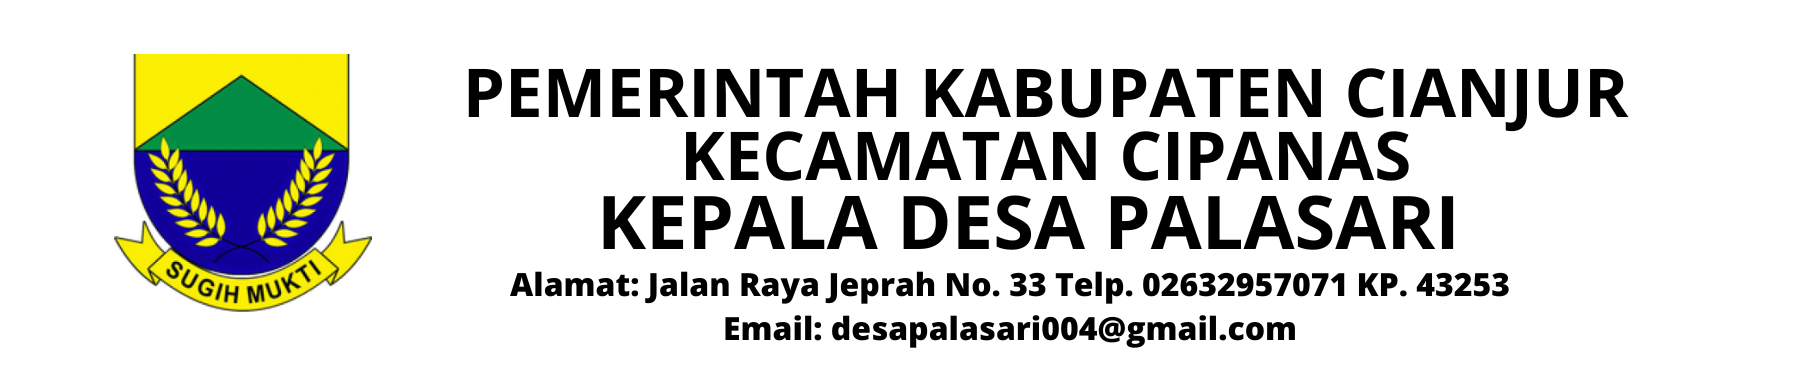 PEMERINTAH KABUPATEN CIANJUR
KECAMATAN CIPANAS
KEPALA DESA PALASARI
Alamat: Jalan Raya Jeprah No. 33 Telp. 02632957071 KP. 43253
Email: desapalasari004@gmail.com
SUGIH MUKTI